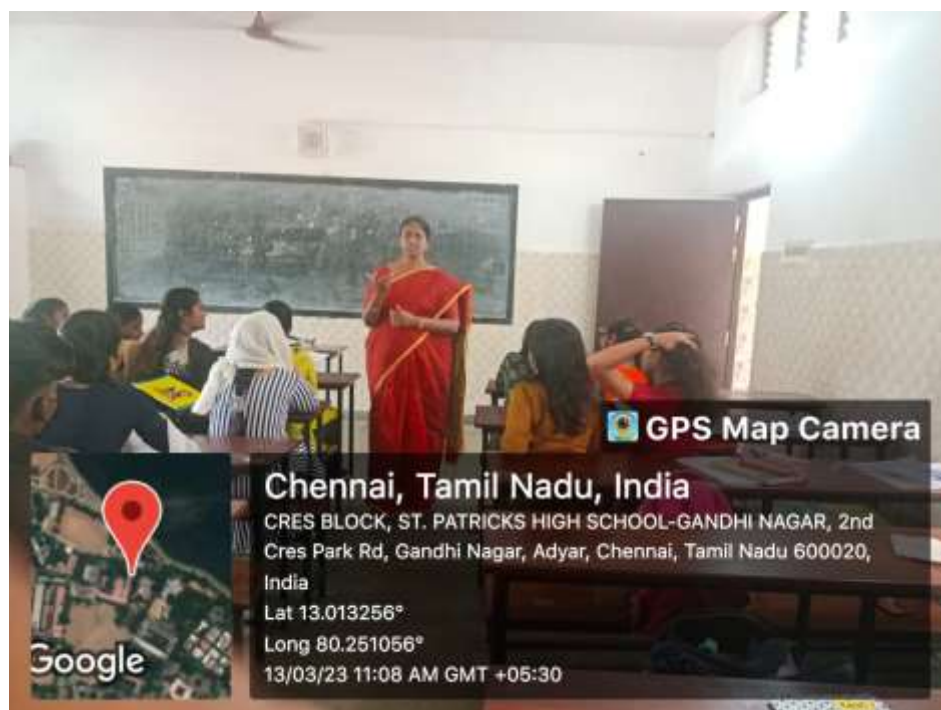 GPS Map Camera
Chennai, Tamil Nadu, India
CRES BLOCK, ST. PATRICKS HIGH SCHOOL-GANDHI NAGAR, 2nd
Cres Park Rd, Gandhi Nagar, Adyar, Chennai, Tamil Nadu 600020,
India
Lat 13.013256°
Long 80.251056°
13/03/23 11:08 AM GMT +05:30
Google